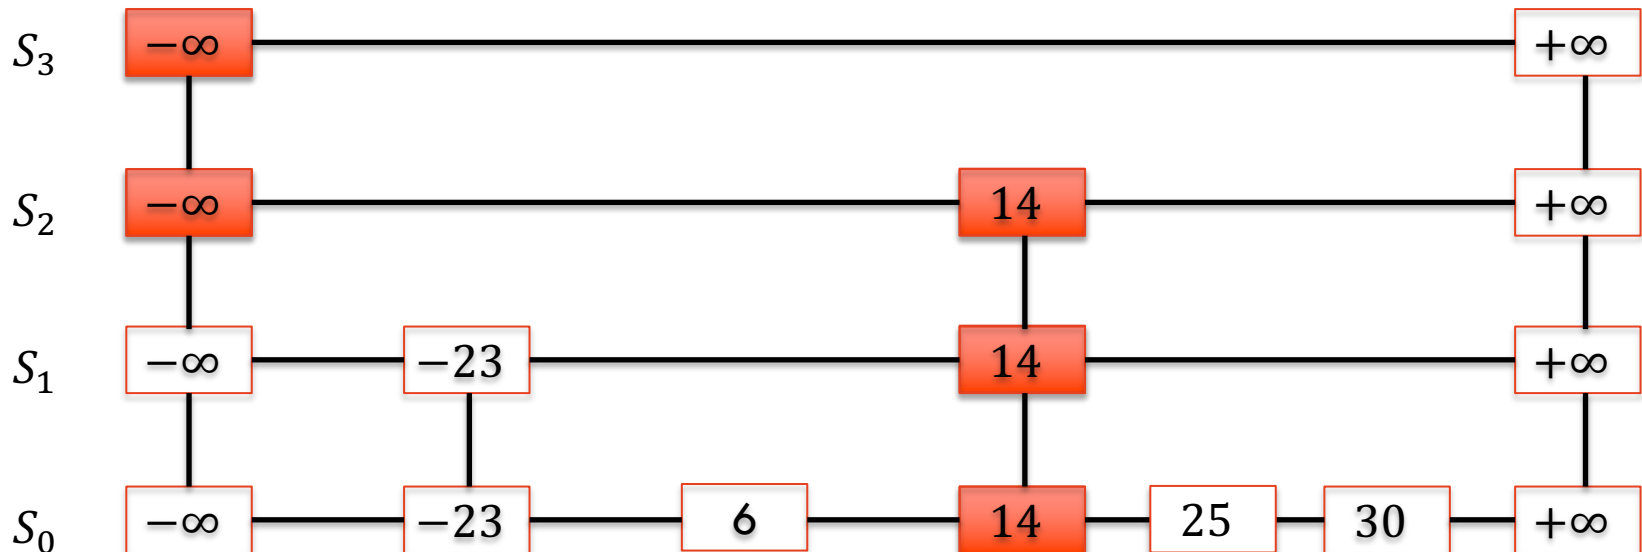 S₃ −∞ +∞
S₂ −∞ 14 +∞
S₁ −∞ −23 14 +∞
S₀ −∞ −23 6 14 25 30 +∞